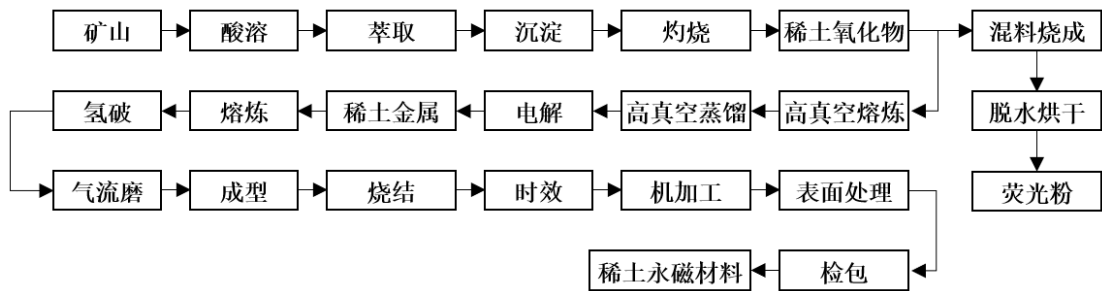 矿山 酸溶 萃取 沉淀 灼烧 稀土氧化物 混料烧成
氢破 熔炼 稀土金属 电解 高真空蒸馏 高真空熔炼 脱水烘干
气流磨 成型 烧结 时效 机加工 表面处理 荧光粉
稀土永磁材料 检包